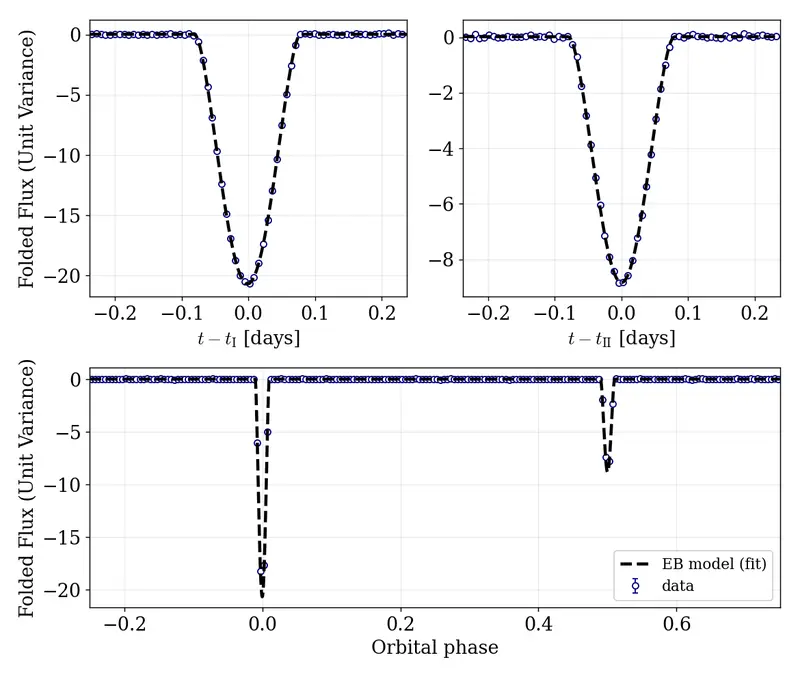 Folded Flux (Unit Variance)
0
−5
−10
−15
−20
−0.2 −0.1 0.0 0.1 0.2
t − tI [days]
0
−2
−4
−6
−8
−0.2 −0.1 0.0 0.1 0.2
t − tII [days]
Folded Flux (Unit Variance)
0
−5
−10
−15
−20
−0.2 0.0 0.2 0.4 0.6
Orbital phase
EB model (fit)
data